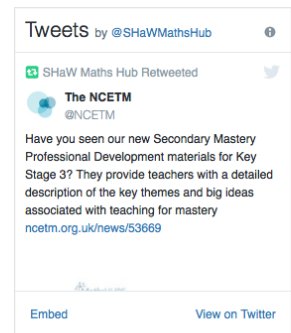 Tweets by @SHaWMathsHub
SHaW Maths Hub Retweeted
The NCETM
@NCETM
Have you seen our new Secondary Mastery
Professional Development materials for Key
Stage 3? They provide teachers with a detailed
description of the key themes and big ideas
associated with teaching for mastery
ncetm.org.uk/news/53669
Embed
View on Twitter